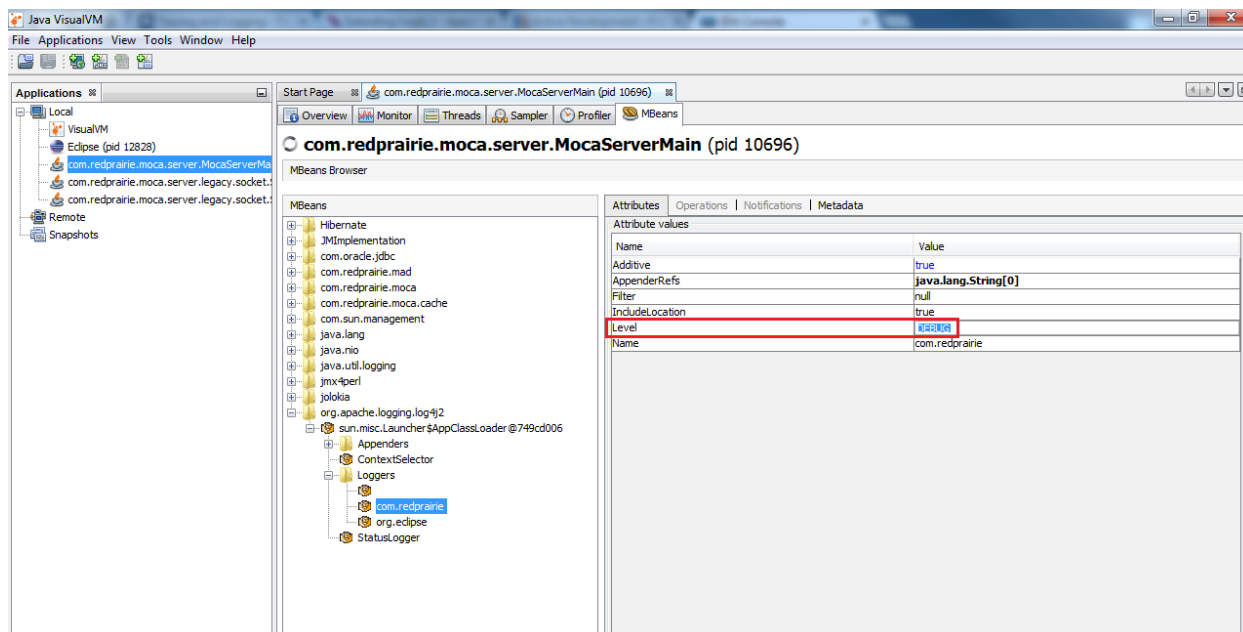 Java VisualVM
File Applications View Tools Window Help
Applications
Start Page com.redprairie.moca.server.MocaServerMain (pid 10696)
Local
VisualVM
Eclipse (pid 12828)
com.redprairie.moca.server.MocaServerMa
com.redprairie.moca.server.legacy.socket.
com.redprairie.moca.server.legacy.socket.
Remote
Snapshots
Overview Monitor Threads Sampler Profiler MBeans
com.redprairie.moca.server.MocaServerMain (pid 10696)
MBeans Browser
MBeans
Hibernate
JMImplementation
com.oracle.jdbc
com.redprairie.mad
com.redprairie.moca
com.redprairie.moca.cache
com.sun.management
java.lang
java.nio
java.util.logging
jmx4perl
jolokia
org.apache.logging.log4j2
sun.misc.Launcher$AppClassLoader@749cd006
Appenders
ContextSelector
Loggers
com.redprairie
org.eclipse
StatusLogger
Attributes Operations Notifications Metadata
Attribute values
Name Value
Additive true
AppenderRefs java.lang.String[0]
Filter null
IncludeLocation true
Level DEBUG
Name com.redprairie